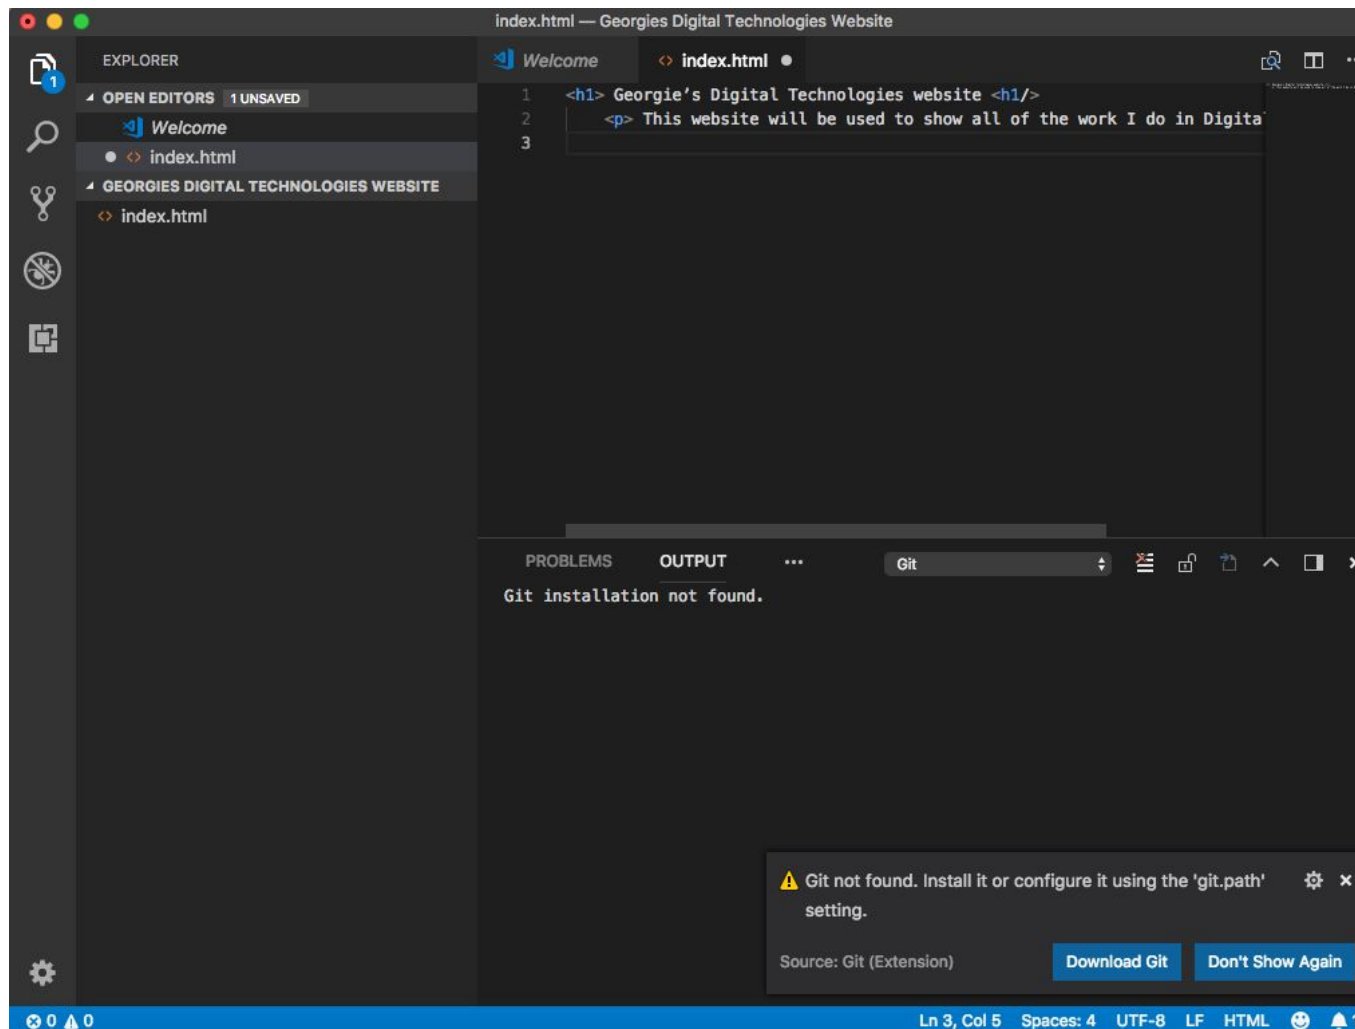 index.html — Georgies Digital Technologies Website
EXPLORER
1
OPEN EDITORS 1 UNSAVED
Welcome
index.html
GEORGIES DIGITAL TECHNOLOGIES WEBSITE
index.html
Welcome
index.html
1 <h1> Georgie’s Digital Technologies website <h1/>
2 <p> This website will be used to show all of the work I do in Digita
3
PROBLEMS OUTPUT ... Git
Git installation not found.
Git not found. Install it or configure it using the 'git.path'
setting.
Source: Git (Extension) Download Git Don't Show Again
0 0 Ln 3, Col 5 Spaces: 4 UTF-8 LF HTML